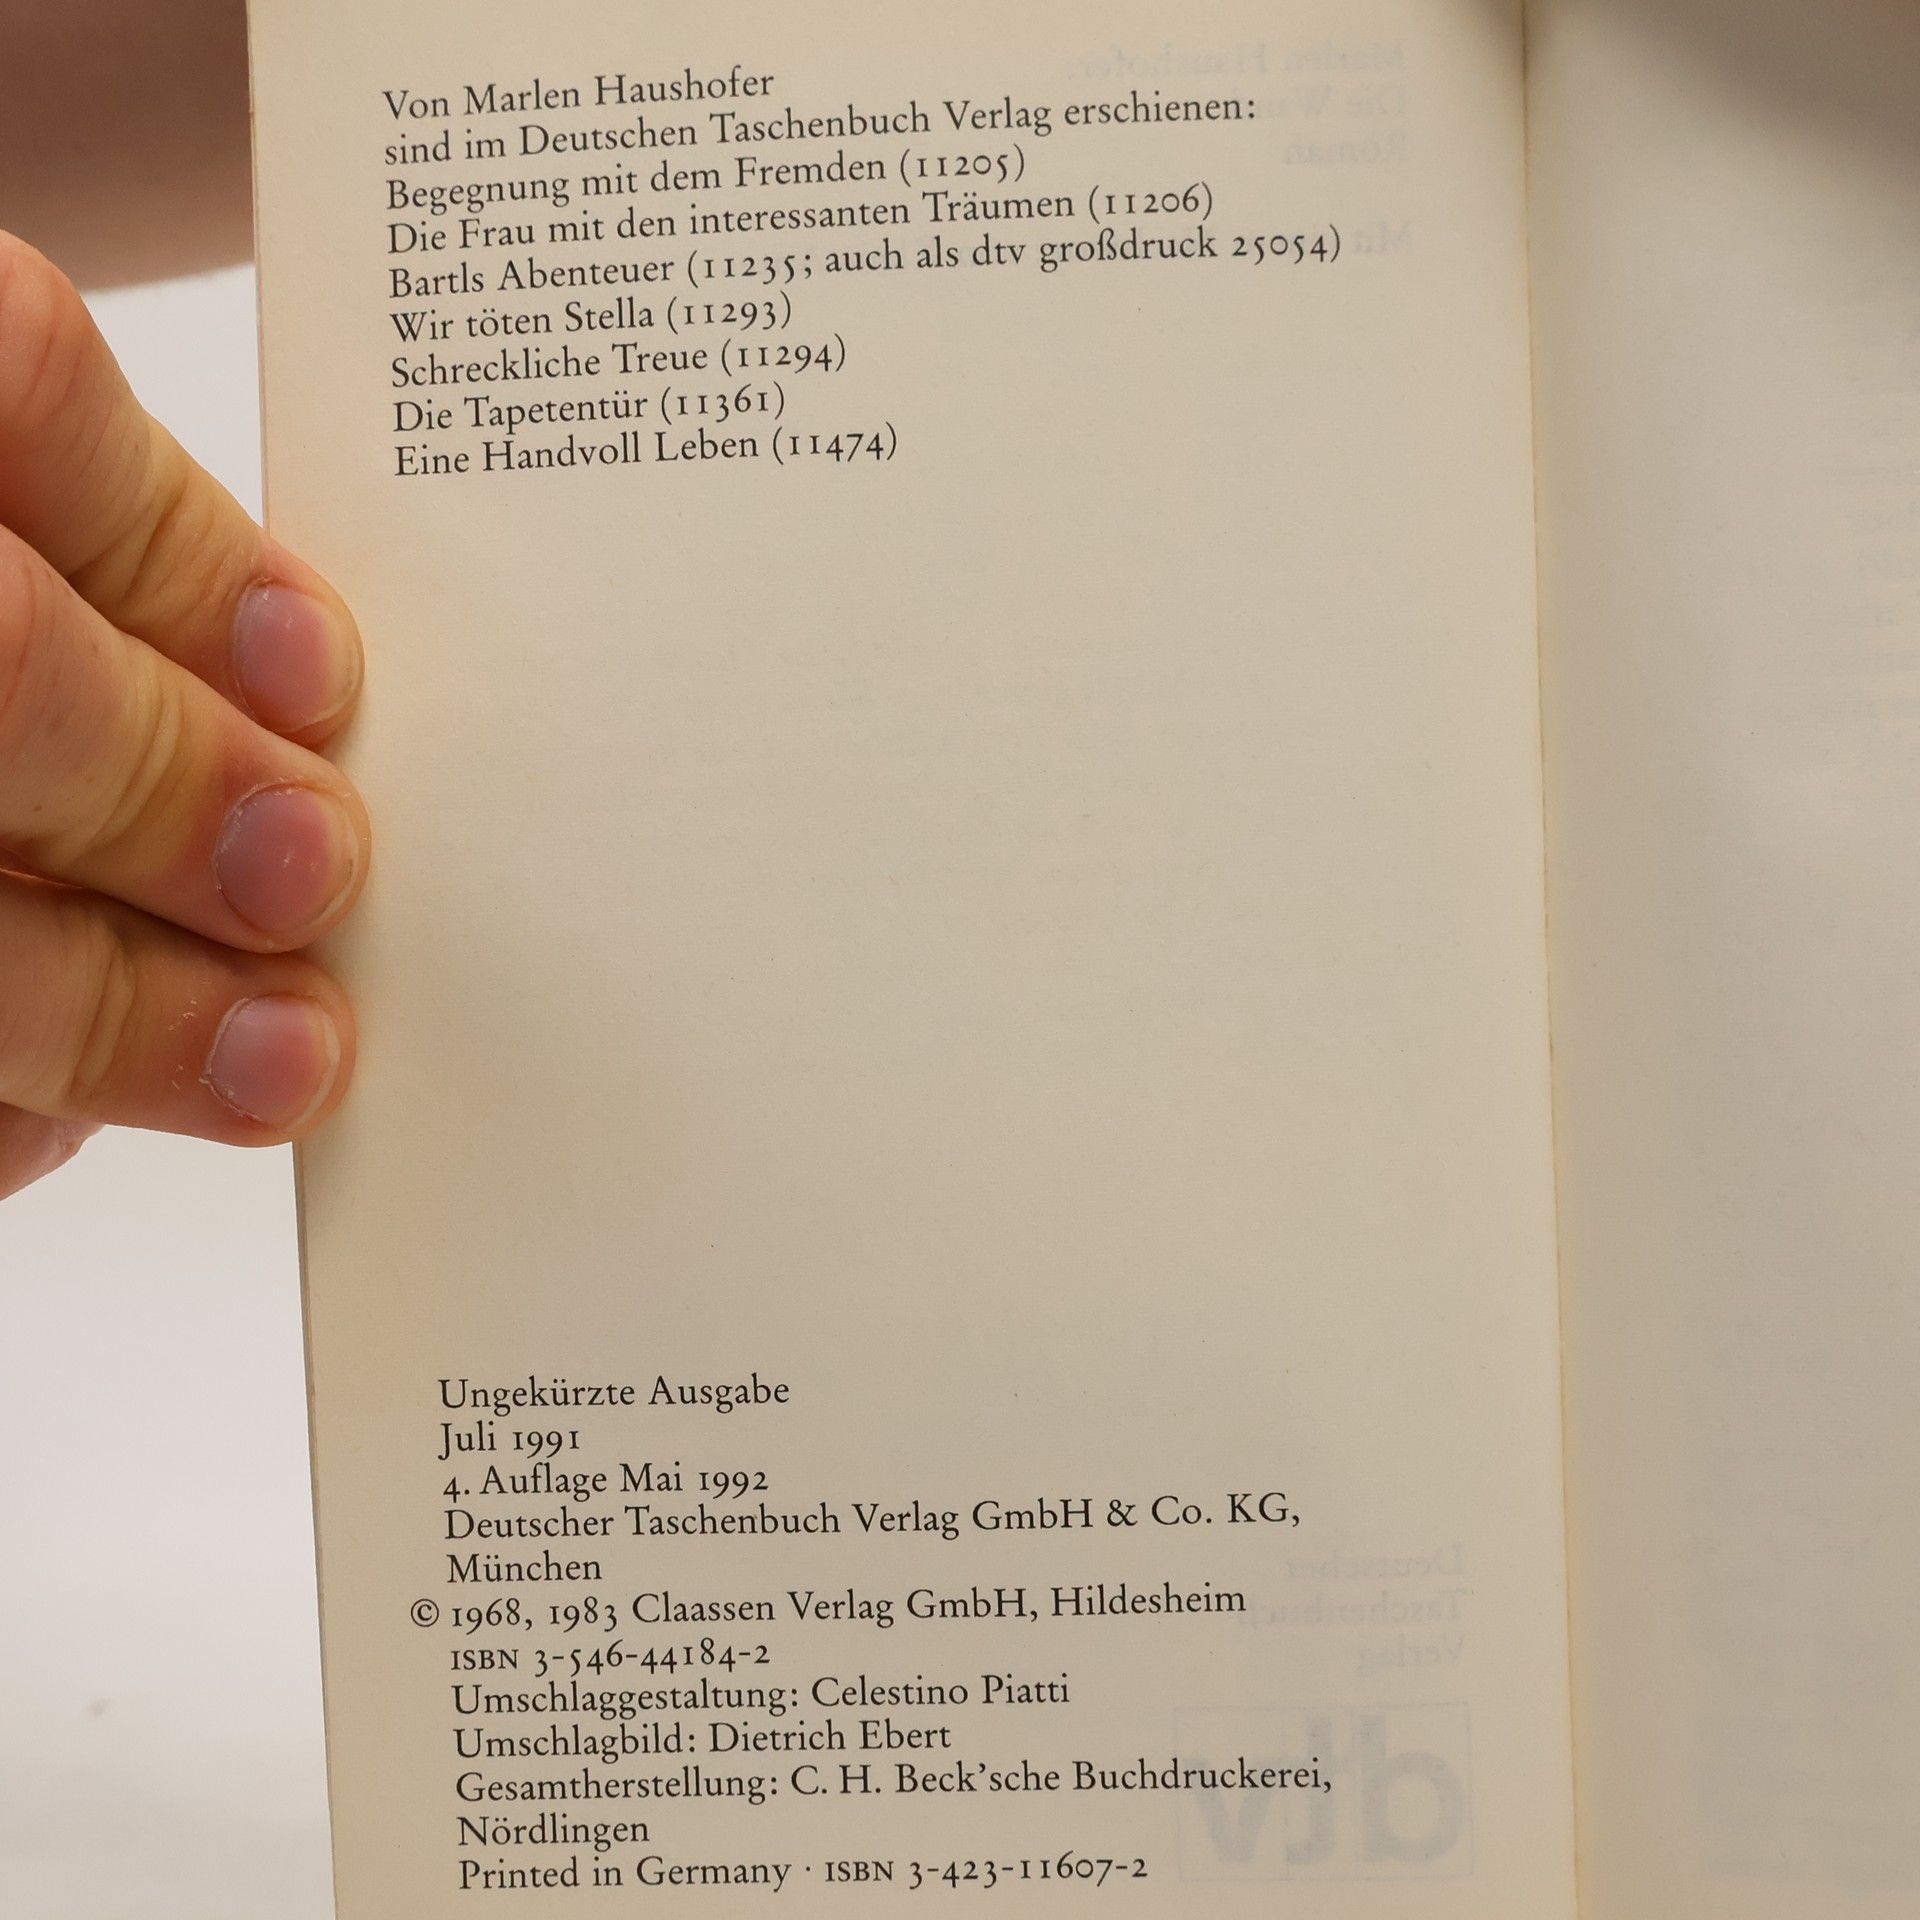 Von Marlen Haushofer
sind im Deutschen Taschenbuch Verlag erschienen:
Begegnung mit dem Fremden (11205)
Die Frau mit den interessanten Träumen (11206)
Bartls Abenteuer (11235; auch als dtv großdruck 25054)
Wir töten Stella (11293)
Schreckliche Treue (11294)
Die Tapetentür (11361)
Eine Handvoll Leben (11474)
Ungekürzte Ausgabe
Juli 1991
4. Auflage Mai 1992
Deutscher Taschenbuch Verlag GmbH & Co. KG,
München
© 1968, 1983 Claassen Verlag GmbH, Hildesheim
ISBN 3-546-44184-2
Umschlaggestaltung: Celestino Piatti
Umschlagbild: Dietrich Ebert
Gesamtherstellung: C. H. Beck’sche Buchdruckerei,
Nördlingen
Printed in Germany · ISBN 3-423-11607-2